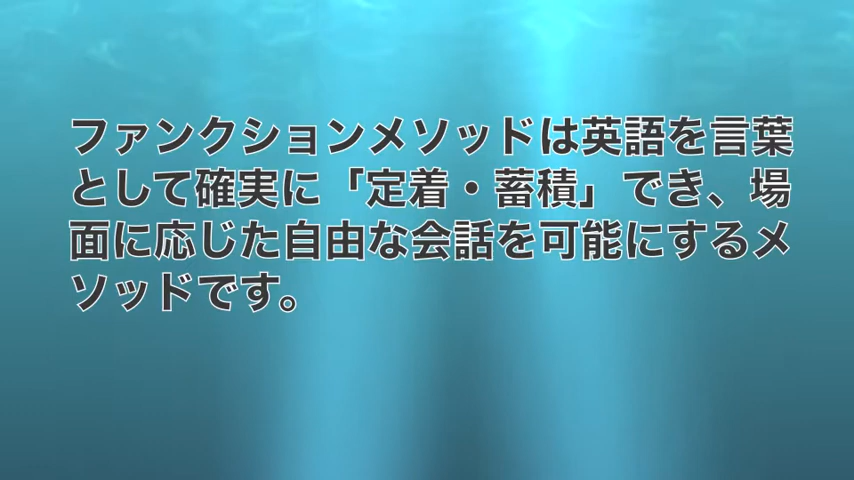 ファンクションメソッドは英語を言葉
として確実に「定着・蓄積」でき、場
面に応じた自由な会話を可能にするメ
ソッドです。